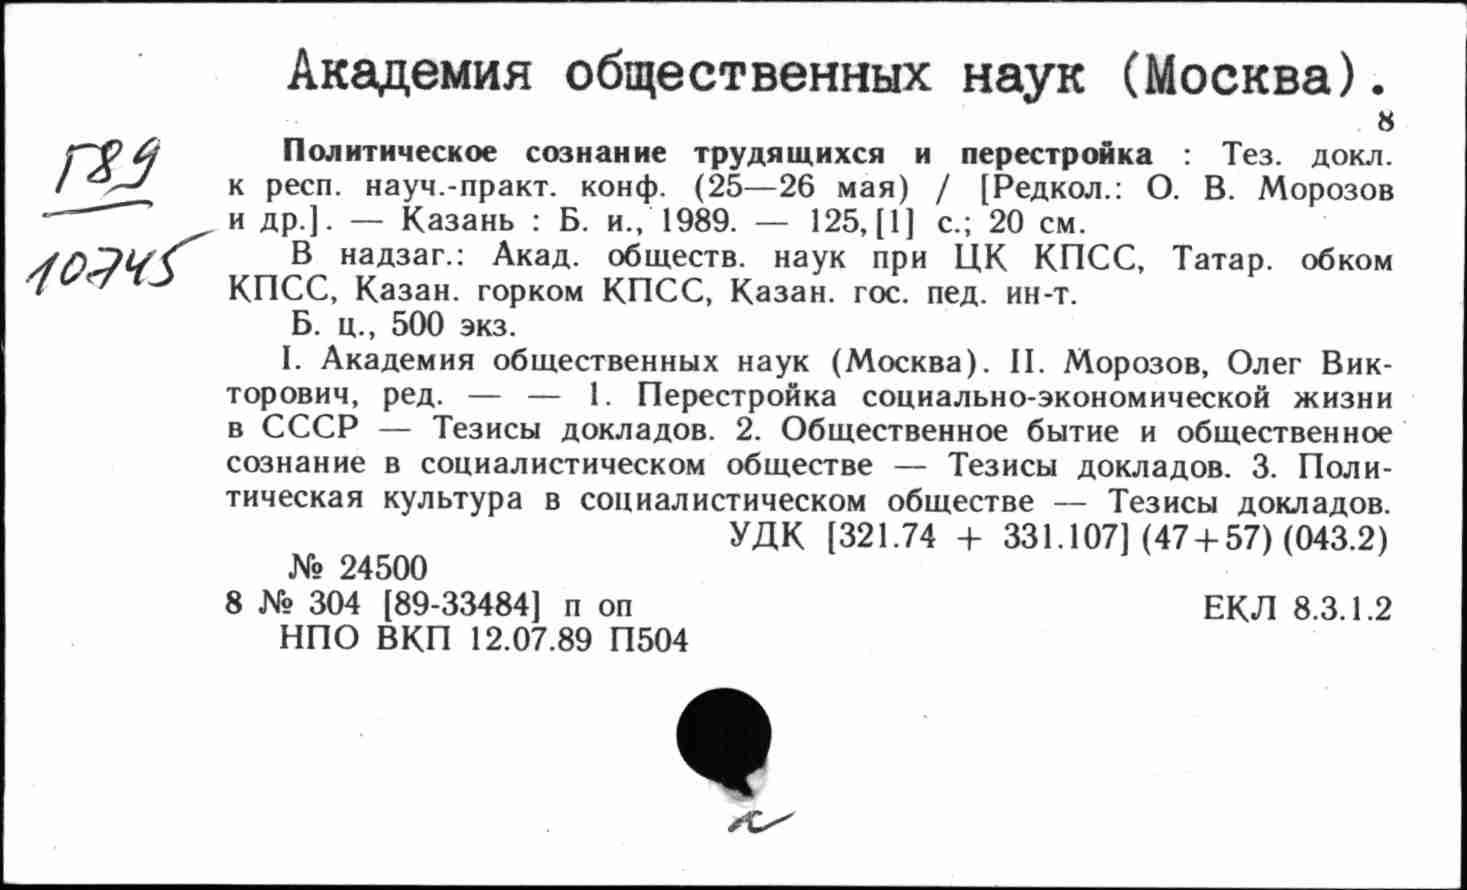 Академия общественных наук (Москва).
8
Г89
10745
Политическое сознание трудящихся и перестройка : Тез. докл.
к респ. науч.-практ. конф. (25—26 мая) / [Редкол.: О. В. Морозов
и др.]. — Казань : Б. и., 1989. — 125, [1] с.; 20 см.
В надзаг.: Акад. обществ. наук при ЦК КПСС, Татар. обком
КПСС, Казан. горком КПСС, Казан. гос. пед. ин-т.
Б. ц., 500 экз.
I. Академия общественных наук (Москва). II. Морозов, Олег Вик-
торович, ред. — — 1. Перестройка социально-экономической жизни
в СССР — Тезисы докладов. 2. Общественное бытие и общественное
сознание в социалистическом обществе — Тезисы докладов. 3. Поли-
тическая культура в социалистическом обществе — Тезисы докладов.
УДК [321.74 + 331.107] (47+57) (043.2)
№ 24500
8 № 304 [89-33484] п оп
ЕКЛ 8.3.1.2
НПО ВКП 12.07.89 П504